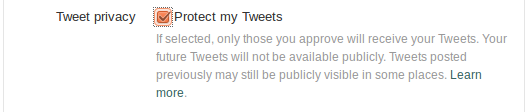 Tweet privacy Protect my Tweets
If selected, only those you approve will receive your Tweets. Your
future Tweets will not be available publicly. Tweets posted
previously may still be publicly visible in some places. Learn
more.